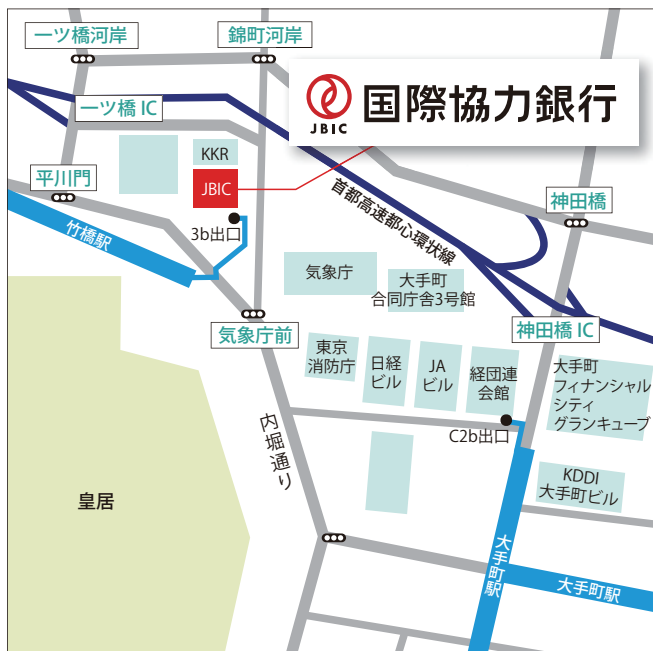 一ツ橋河岸
錦町河岸
一ツ橋 IC
JBIC
国際協力銀行
KKR
JBIC
平川門
首都高速都心環状線
神田橋
3b出口
竹橋駅
気象庁
大手町
合同庁舎3号館
気象庁前
神田橋 IC
東京
消防庁
日経
ビル
JA
ビル
経団連
会館
大手町
フィナンシャル
シティ
グランキューブ
内堀通り
C2b出口
KDDI
大手町ビル
皇居
大手町駅
大手町駅